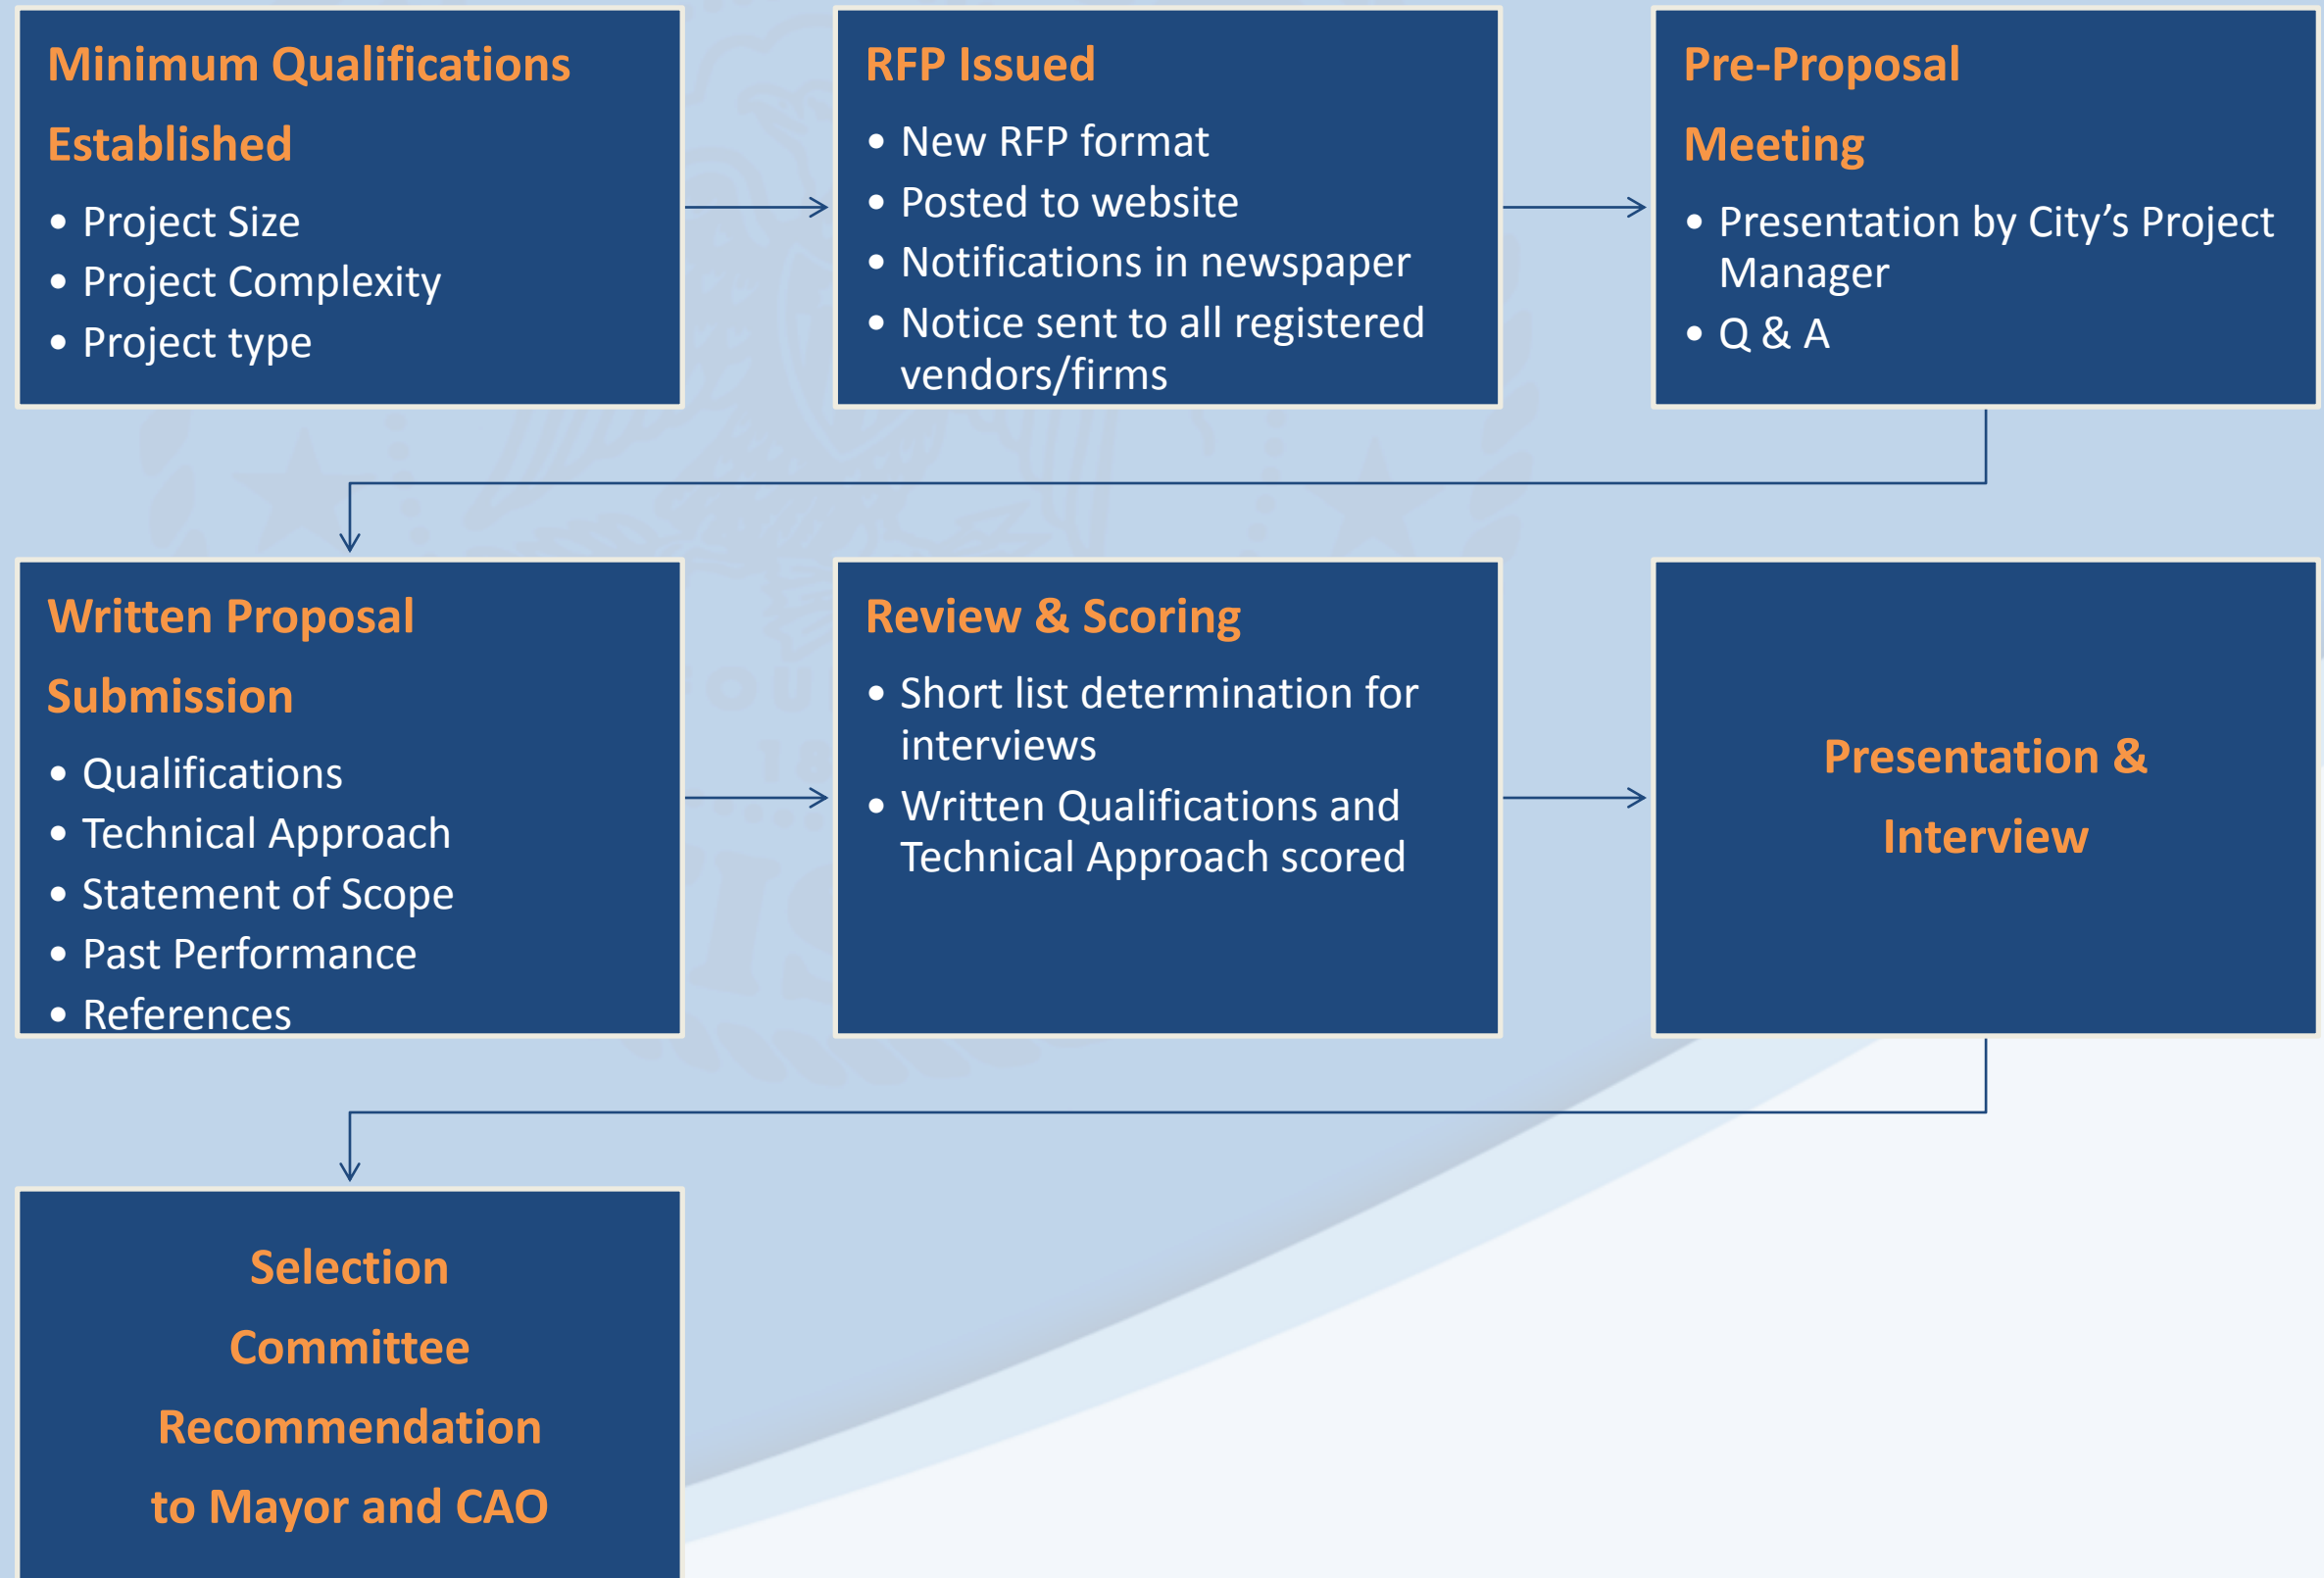 Minimum Qualifications
Established
• Project Size
• Project Complexity
• Project type
RFP Issued
• New RFP format
• Posted to website
• Notifications in newspaper
• Notice sent to all registered
vendors/firms
Pre-Proposal
Meeting
• Presentation by City’s Project
Manager
• Q & A
Written Proposal
Submission
• Qualifications
• Technical Approach
• Statement of Scope
• Past Performance
• References
Review & Scoring
• Short list determination for
interviews
• Written Qualifications and
Technical Approach scored
Presentation &
Interview
Selection
Committee
Recommendation
to Mayor and CAO